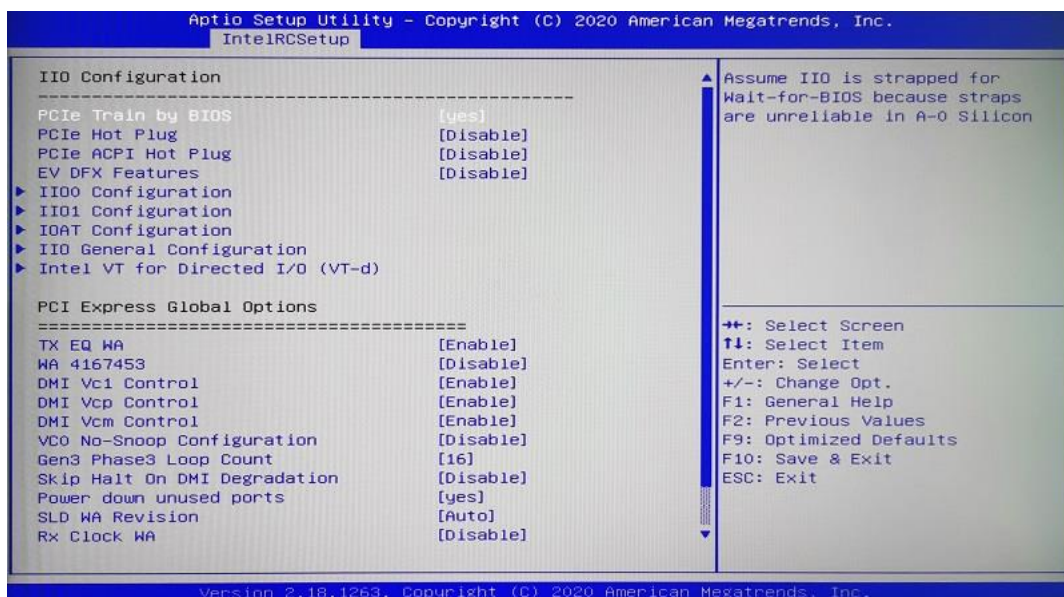 Aptio Setup Utility – Copyright (C) 2020 American Megatrends, Inc.
IntelRCSetup
IIO Configuration
PCIe Train by BIOS [yes]
PCIe Hot Plug [Disable]
PCIe ACPI Hot Plug [Disable]
EV DFX Features [Disable]
IIO0 Configuration
IIO1 Configuration
IOAT Configuration
IIO General Configuration
Intel VT for Directed I/O (VT-d)
PCI Express Global Options
TX EQ WA [Enable]
WA 4167453 [Disable]
DMI Vc1 Control [Enable]
DMI Vcp Control [Enable]
DMI Vcm Control [Enable]
VC0 No-Snoop Configuration [Disable]
Gen3 Phase3 Loop Count [16]
Skip Halt On DMI Degradation [Disable]
Power down unused ports [yes]
SLD WA Revision [Auto]
Rx Clock WA [Disable]
Assume IIO is strapped for
Wait-for-BIOS because straps
are unreliable in A-0 Silicon
→←: Select Screen
↑↓: Select Item
Enter: Select
+/-: Change Opt.
F1: General Help
F2: Previous Values
F9: Optimized Defaults
F10: Save & Exit
ESC: Exit
Version 2.18.1263. Copyright (C) 2020 American Megatrends, Inc.